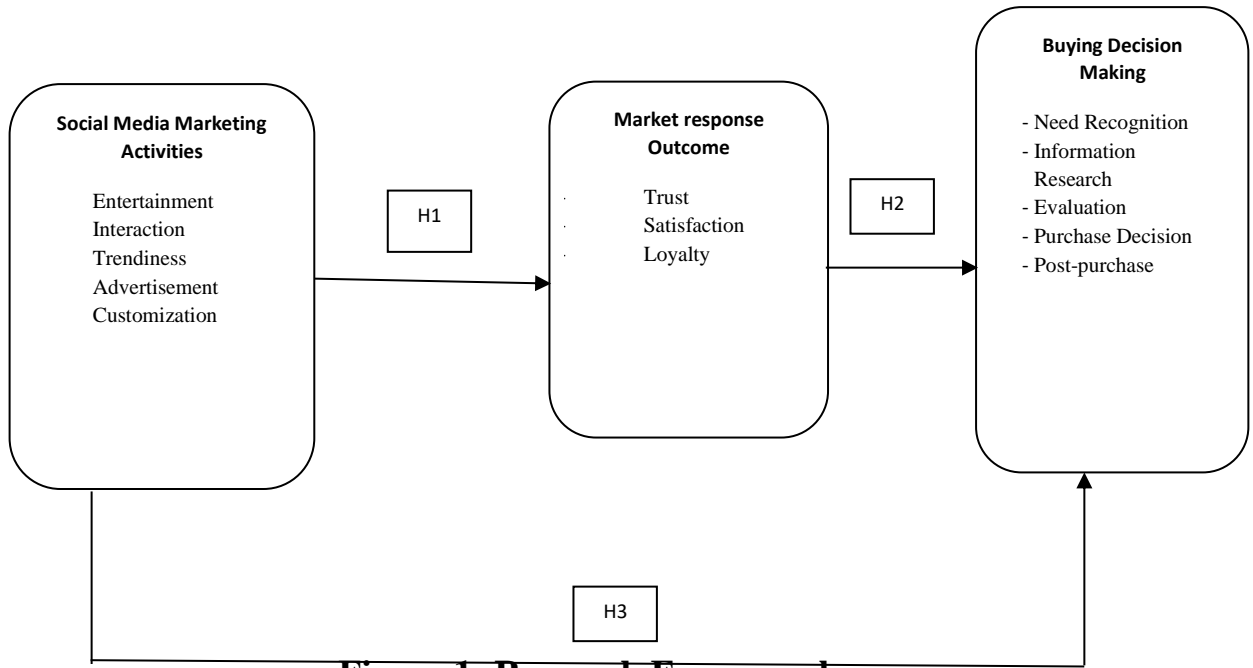 Social Media Marketing
Activities
Entertainment
Interaction
Trendiness
Advertisement
Customization
H1
Market response
Outcome
Trust
Satisfaction
Loyalty
H2
Buying Decision
Making
- Need Recognition
- Information
Research
- Evaluation
- Purchase Decision
- Post-purchase
H3